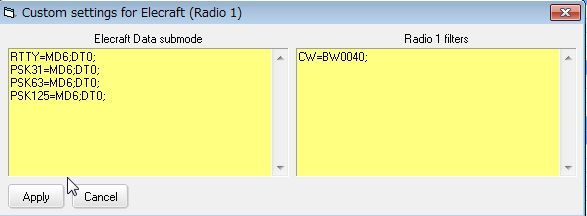 Custom settings for Elecraft (Radio 1)
Elecraft Data submode
RTTY=MD6;DT0;
PSK31=MD6;DT0;
PSK63=MD6;DT0;
PSK125=MD6;DT0;
Radio 1 filters
CW=BW0040;
Apply
Cancel